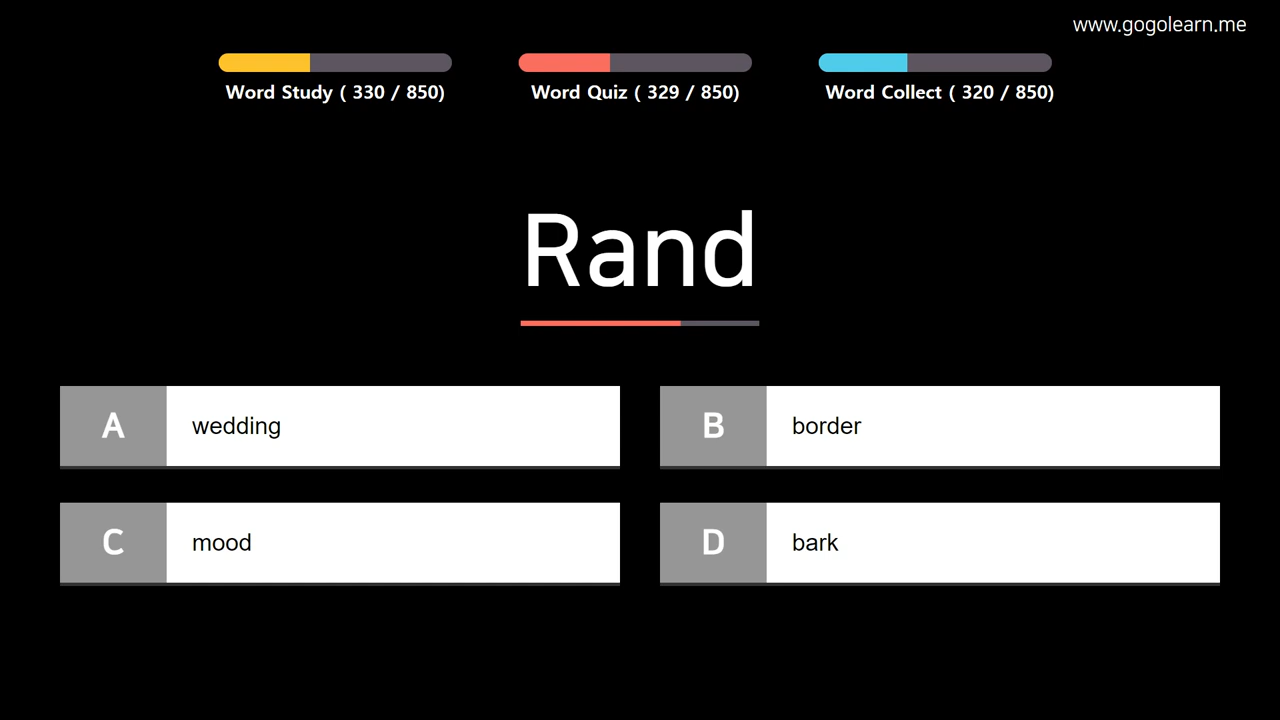 www.gogolearn.me
Word Study ( 330 / 850)
Word Quiz ( 329 / 850)
Word Collect ( 320 / 850)
Rand
A wedding
B border
C mood
D bark